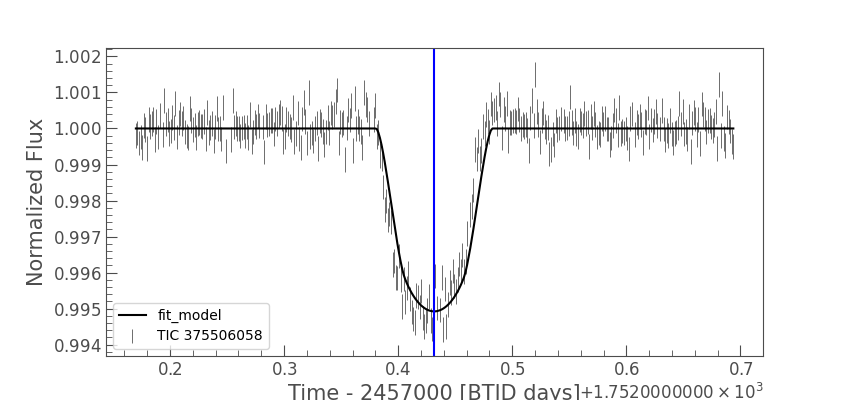 1.002
1.001
1.000
0.999
0.998
0.997
0.996
0.995
0.994
Normalized Flux
fit_model
TIC 375506058
0.2 0.3 0.4 0.5 0.6 0.7
Time - 2457000 [BTJD days]
+1.7520000000 × 10³